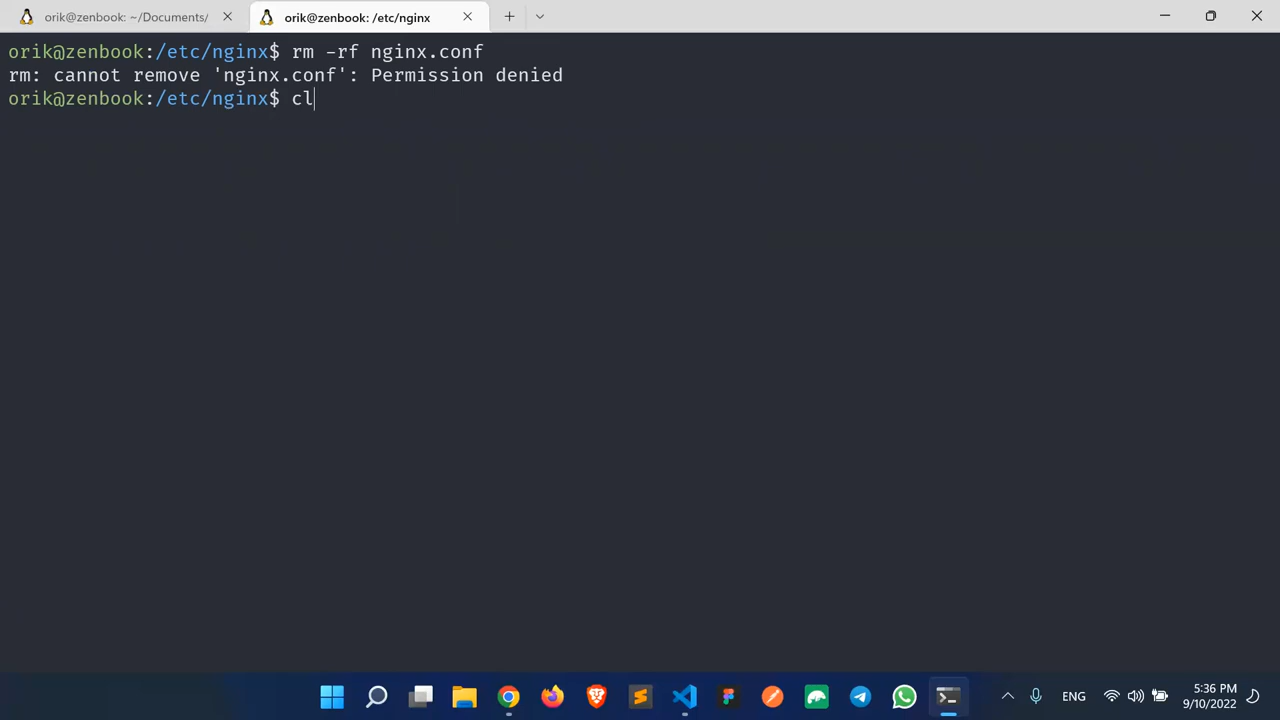 orik@zenbook: ~/Documents/
orik@zenbook: /etc/nginx
orik@zenbook:/etc/nginx$ rm -rf nginx.conf
rm: cannot remove 'nginx.conf': Permission denied
orik@zenbook:/etc/nginx$ cl
ENG
5:36 PM
9/10/2022